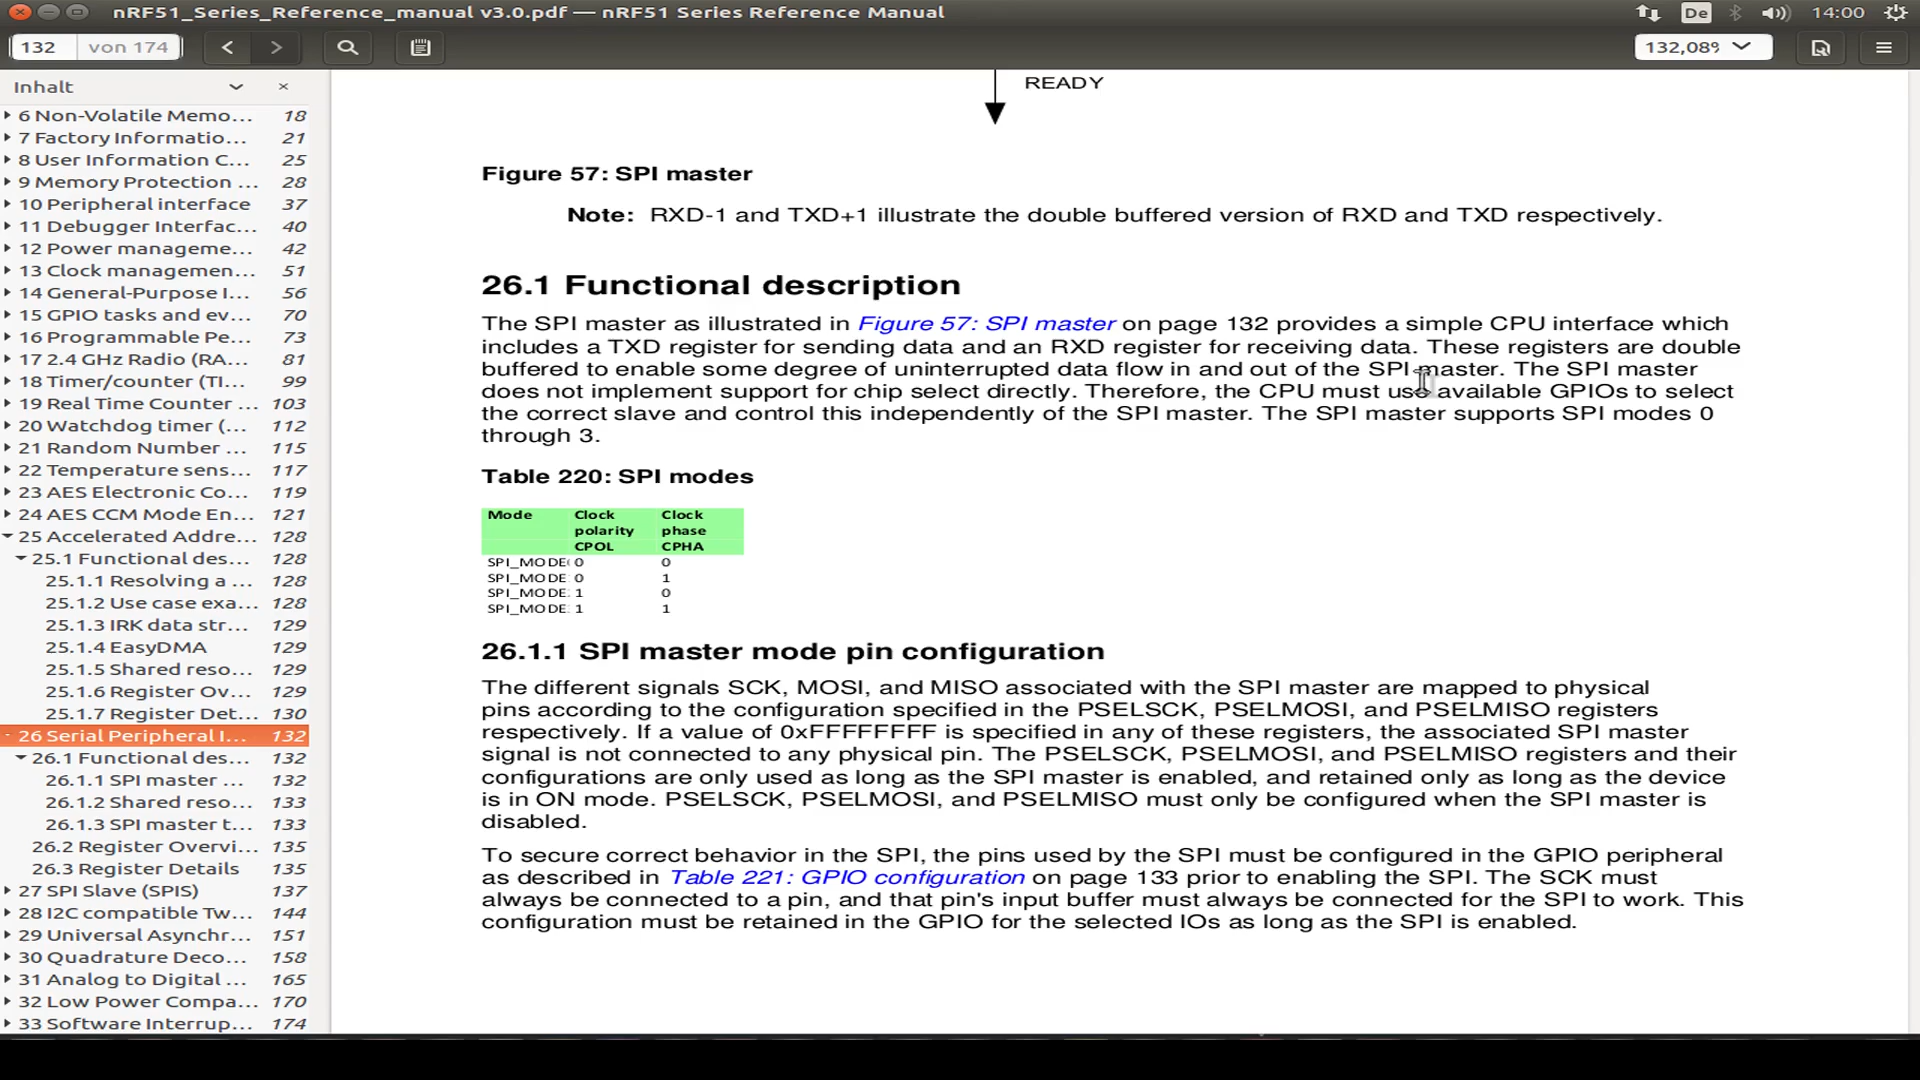 nRF51_Series_Reference_manual v3.0.pdf — nRF51 Series Reference Manual
De
14:00
132
von 174
132,08%
Inhalt
6 Non-Volatile Memo... 18
7 Factory Informatio... 21
8 User Information C... 25
9 Memory Protection ... 28
10 Peripheral interface 37
11 Debugger Interfac... 40
12 Power manageme... 42
13 Clock managemen... 51
14 General-Purpose I... 56
15 GPIO tasks and ev... 70
16 Programmable Pe... 73
17 2.4 GHz Radio (RA... 81
18 Timer/counter (TI... 99
19 Real Time Counter ... 103
20 Watchdog timer (... 112
21 Random Number ... 115
22 Temperature sens... 117
23 AES Electronic Co... 119
24 AES CCM Mode En... 121
25 Accelerated Addre... 128
25.1 Functional des... 128
25.1.1 Resolving a ... 128
25.1.2 Use case exa... 128
25.1.3 IRK data str... 129
25.1.4 EasyDMA 129
25.1.5 Shared reso... 129
25.1.6 Register Ov... 129
25.1.7 Register Det... 130
26 Serial Peripheral I... 132
26.1 Functional des... 132
26.1.1 SPI master ... 132
26.1.2 Shared reso... 133
26.1.3 SPI master t... 133
26.2 Register Overvi... 135
26.3 Register Details 135
27 SPI Slave (SPIS) 137
28 I2C compatible Tw... 144
29 Universal Asynchr... 151
30 Quadrature Deco... 158
31 Analog to Digital ... 165
32 Low Power Compa... 170
33 Software Interrup... 174
READY
Figure 57: SPI master
Note: RXD-1 and TXD+1 illustrate the double buffered version of RXD and TXD respectively.
26.1 Functional description
The SPI master as illustrated in Figure 57: SPI master on page 132 provides a simple CPU interface which
includes a TXD register for sending data and an RXD register for receiving data. These registers are double
buffered to enable some degree of uninterrupted data flow in and out of the SPI master. The SPI master
does not implement support for chip select directly. Therefore, the CPU must use available GPIOs to select
the correct slave and control this independently of the SPI master. The SPI master supports SPI modes 0
through 3.
Table 220: SPI modes
Mode Clock Clock
polarity phase
CPOL CPHA
SPI_MODE 0 0
SPI_MODE 0 1
SPI_MODE 1 0
SPI_MODE 1 1
26.1.1 SPI master mode pin configuration
The different signals SCK, MOSI, and MISO associated with the SPI master are mapped to physical
pins according to the configuration specified in the PSELSCK, PSELMOSI, and PSELMISO registers
respectively. If a value of 0xFFFFFFFF is specified in any of these registers, the associated SPI master
signal is not connected to any physical pin. The PSELSCK, PSELMOSI, and PSELMISO registers and their
configurations are only used as long as the SPI master is enabled, and retained only as long as the device
is in ON mode. PSELSCK, PSELMOSI, and PSELMISO must only be configured when the SPI master is
disabled.
To secure correct behavior in the SPI, the pins used by the SPI must be configured in the GPIO peripheral
as described in Table 221: GPIO configuration on page 133 prior to enabling the SPI. The SCK must
always be connected to a pin, and that pin's input buffer must always be connected for the SPI to work. This
configuration must be retained in the GPIO for the selected IOs as long as the SPI is enabled.